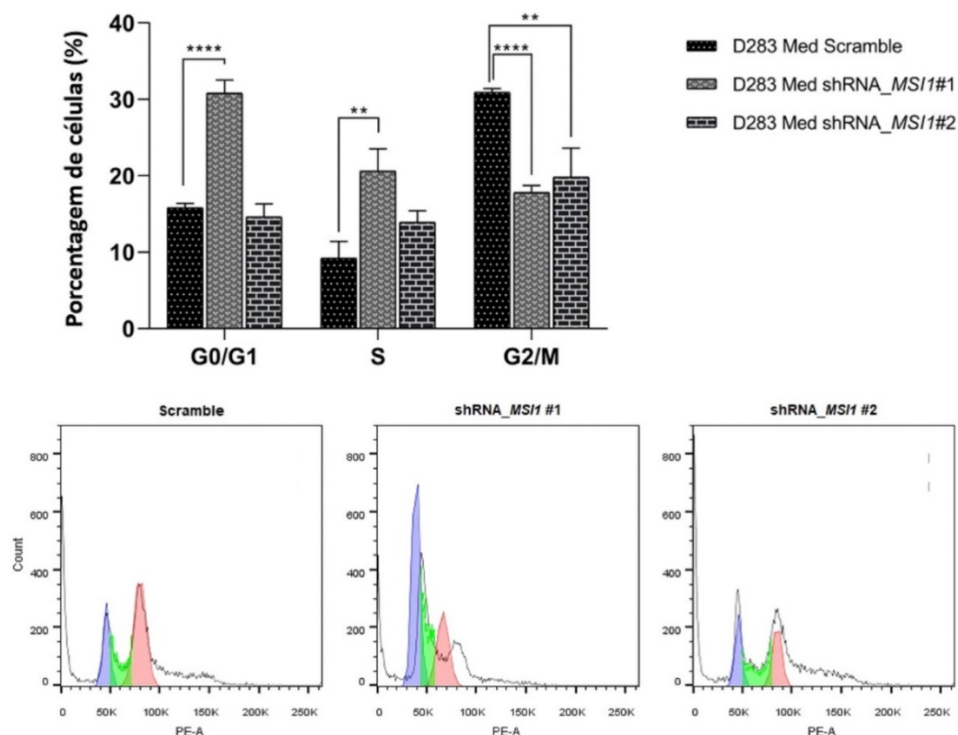 Porcentagem de células (%)
40
30
20
10
0
****
**
**
****
G0/G1
S
G2/M
D283 Med Scramble
D283 Med shRNA_MSI1#1
D283 Med shRNA_MSI1#2
Scramble
Count
800
600
400
200
0
0 50K 100K 150K 200K 250K
PE-A
shRNA_MSI1 #1
800
600
400
200
0
0 50K 100K 150K 200K 250K
PE-A
shRNA_MSI1 #2
800
600
400
200
0
0 50K 100K 150K 200K 250K
PE-A